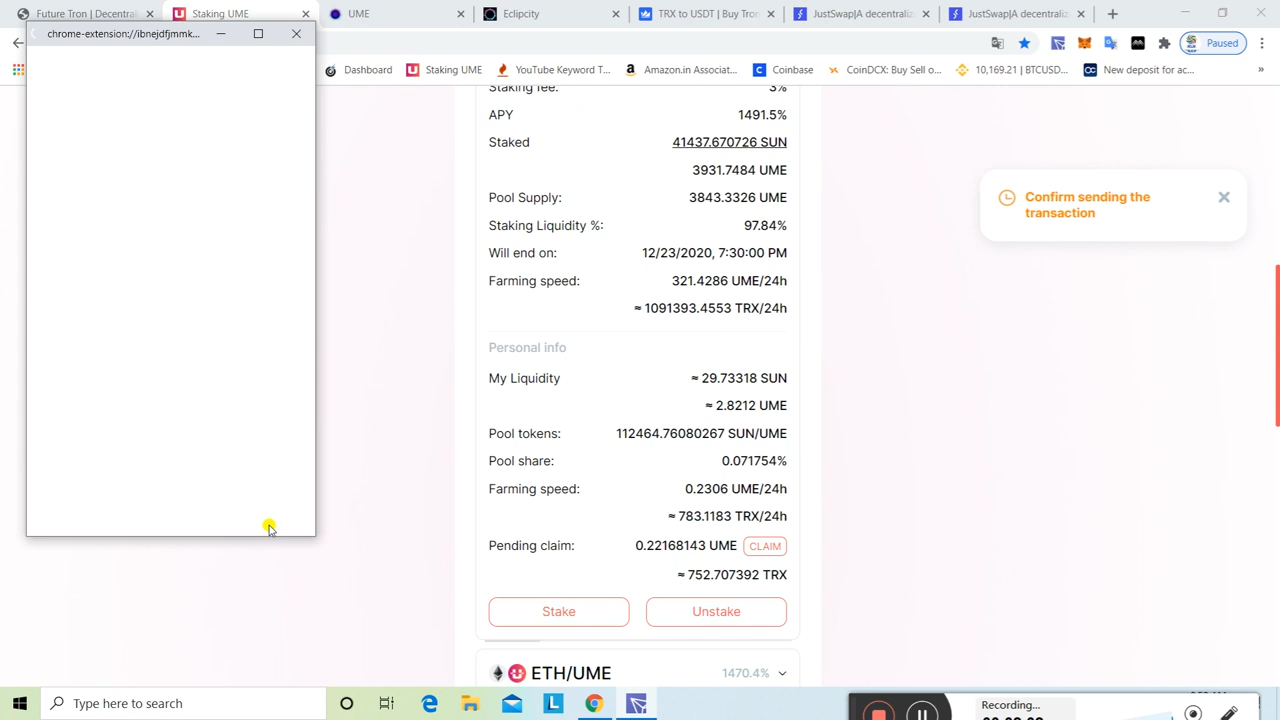 Future Tron | Decentral
Staking UME
UME
Eclipcity
TRX to USDT | Buy Tron
JustSwap|A decentraliz
JustSwap|A decentraliz
chrome-extension://ibnejdfjmmk...
Paused
Dashboard
Staking UME
YouTube Keyword T...
Amazon.in Associat...
Coinbase
CoinDCX: Buy Sell o...
10,169.21 | BTCUSD...
New deposit for ac...
»
Staking fee: 3%
APY 1491.5%
Staked 41437.670726 SUN
3931.7484 UME
Pool Supply: 3843.3326 UME
Staking Liquidity %: 97.84%
Will end on: 12/23/2020, 7:30:00 PM
Farming speed: 321.4286 UME/24h
≈ 1091393.4553 TRX/24h
Confirm sending the
transaction
Personal info
My Liquidity ≈ 29.73318 SUN
≈ 2.8212 UME
Pool tokens: 112464.76080267 SUN/UME
Pool share: 0.071754%
Farming speed: 0.2306 UME/24h
≈ 783.1183 TRX/24h
Pending claim: 0.22168143 UME CLAIM
≈ 752.707392 TRX
Stake Unstake
ETH/UME 1470.4%
Type here to search
Recording...